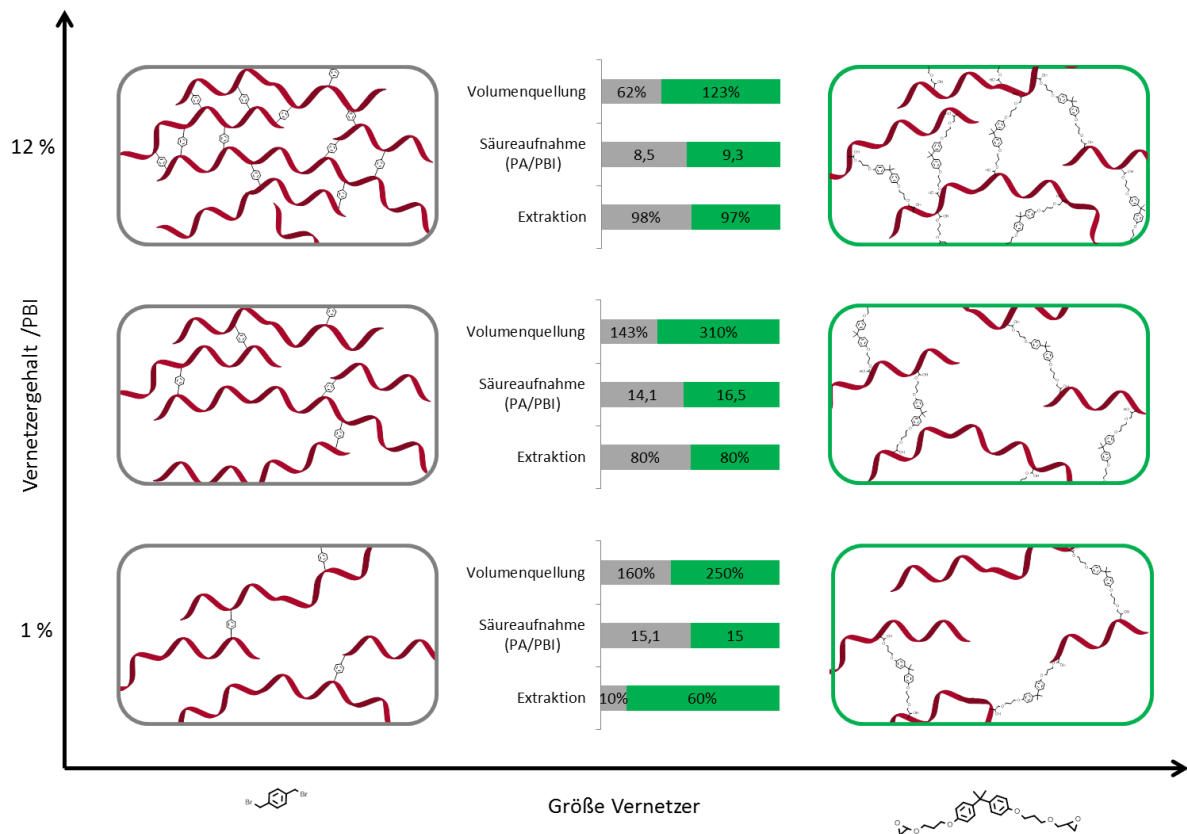 12 %
Volumenquellung
62%
123%
Säureaufnahme
(PA/PBI)
8,5
9,3
Extraktion
98%
97%
Vernetzergehalt /PBI
Volumenquellung
143%
310%
Säureaufnahme
(PA/PBI)
14,1
16,5
Extraktion
80%
80%
1 %
Volumenquellung
160%
250%
Säureaufnahme
(PA/PBI)
15,1
15
Extraktion
10%
60%
Br
Br
Größe Vernetzer
O
O
O
O
O
O